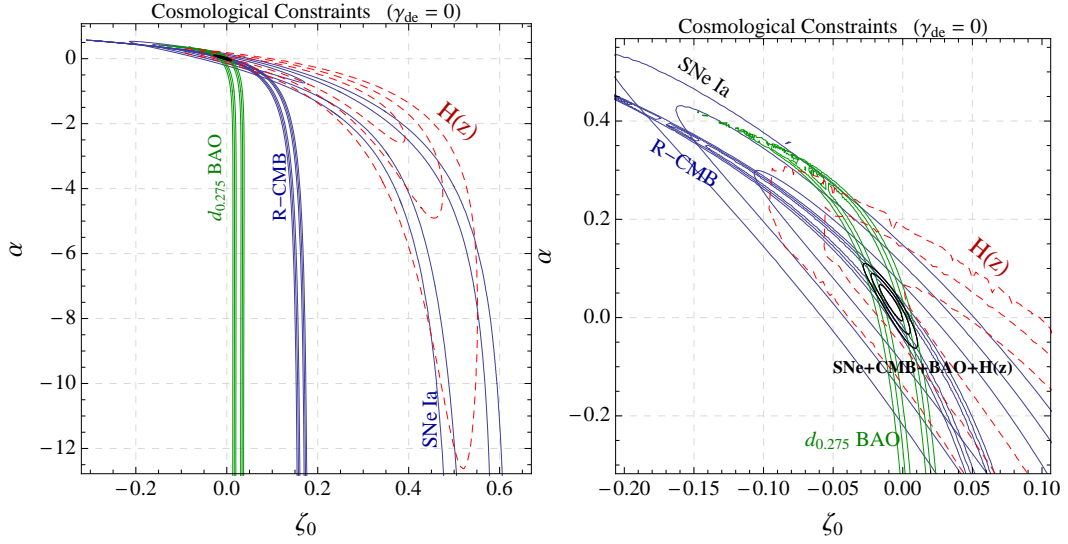 Cosmological Constraints (γde = 0)
0
−2
−4
−6
−8
−10
−12
α
−0.2
0.0
0.2
0.4
0.6
ζ0
H(z)
R−CMB
d0.275 BAO
SNe Ia
Cosmological Constraints (γde = 0)
0.4
0.2
0.0
−0.2
α
−0.20
−0.15
−0.10
−0.05
0.00
0.05
0.10
ζ0
SNe Ia
R−CMB
H(z)
SNe+CMB+BAO+H(z)
d0.275 BAO